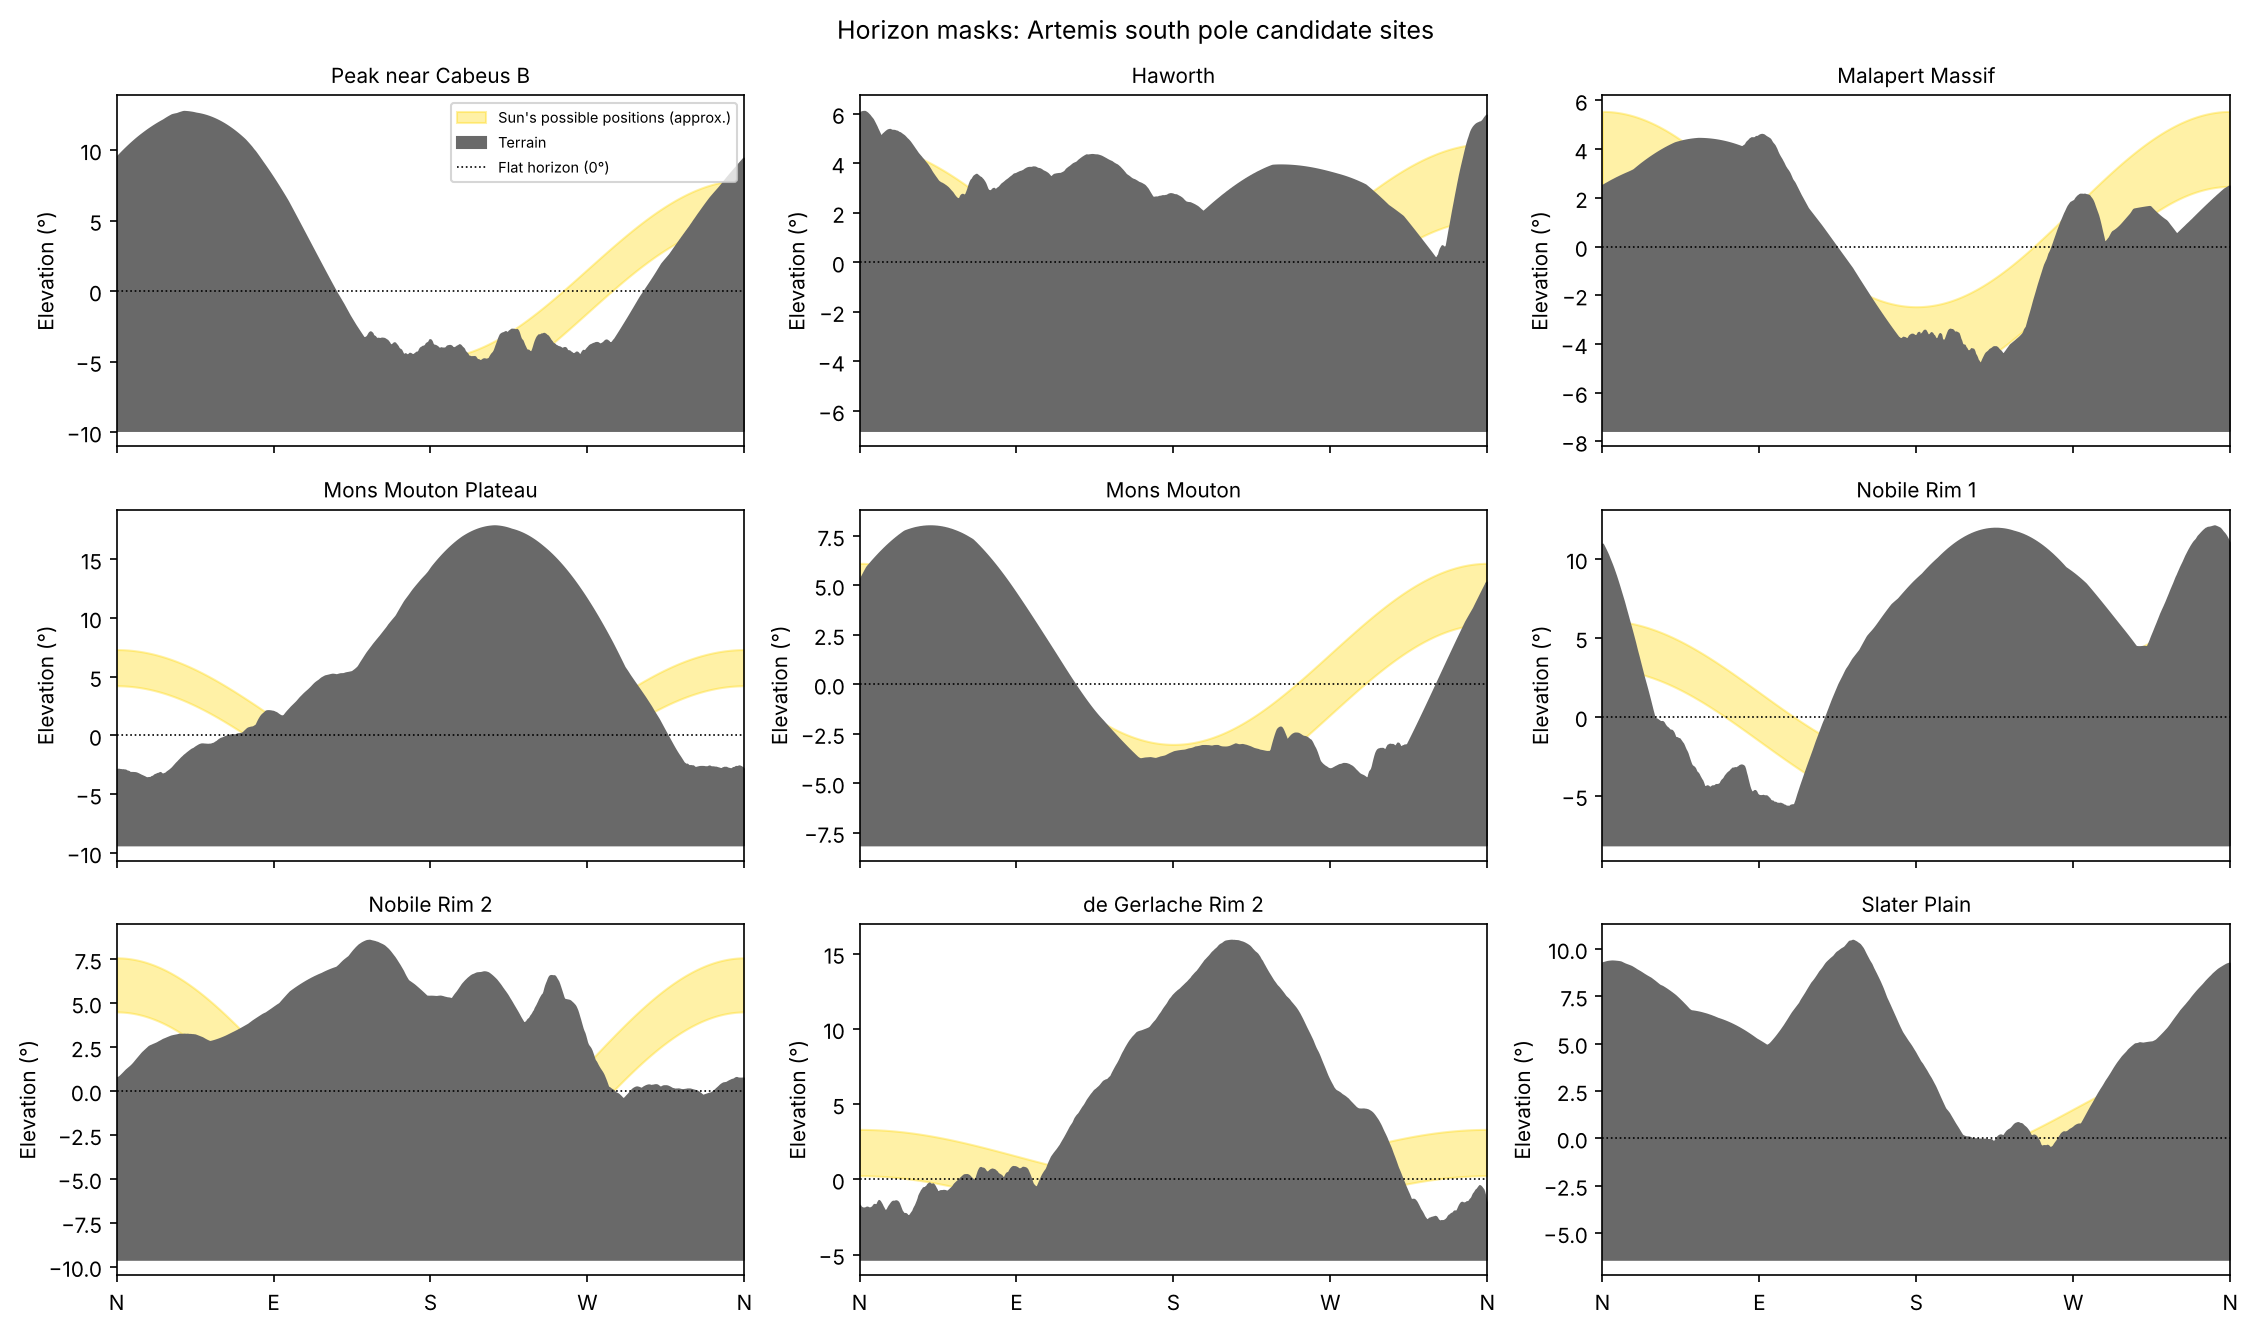 Horizon masks: Artemis south pole candidate sites
Peak near Cabeus B
Elevation (°)
10
5
0
−5
−10
Sun's possible positions (approx.)
Terrain
Flat horizon (0°)
Haworth
Elevation (°)
6
4
2
0
−2
−4
−6
Malapert Massif
Elevation (°)
6
4
2
0
−2
−4
−6
−8
Mons Mouton Plateau
Elevation (°)
15
10
5
0
−5
−10
Mons Mouton
Elevation (°)
7.5
5.0
2.5
0.0
−2.5
−5.0
−7.5
Nobile Rim 1
Elevation (°)
10
5
0
−5
Nobile Rim 2
Elevation (°)
7.5
5.0
2.5
0.0
−2.5
−5.0
−7.5
−10.0
N E S W N
de Gerlache Rim 2
Elevation (°)
15
10
5
0
−5
N E S W N
Slater Plain
Elevation (°)
10.0
7.5
5.0
2.5
0.0
−2.5
−5.0
N E S W N